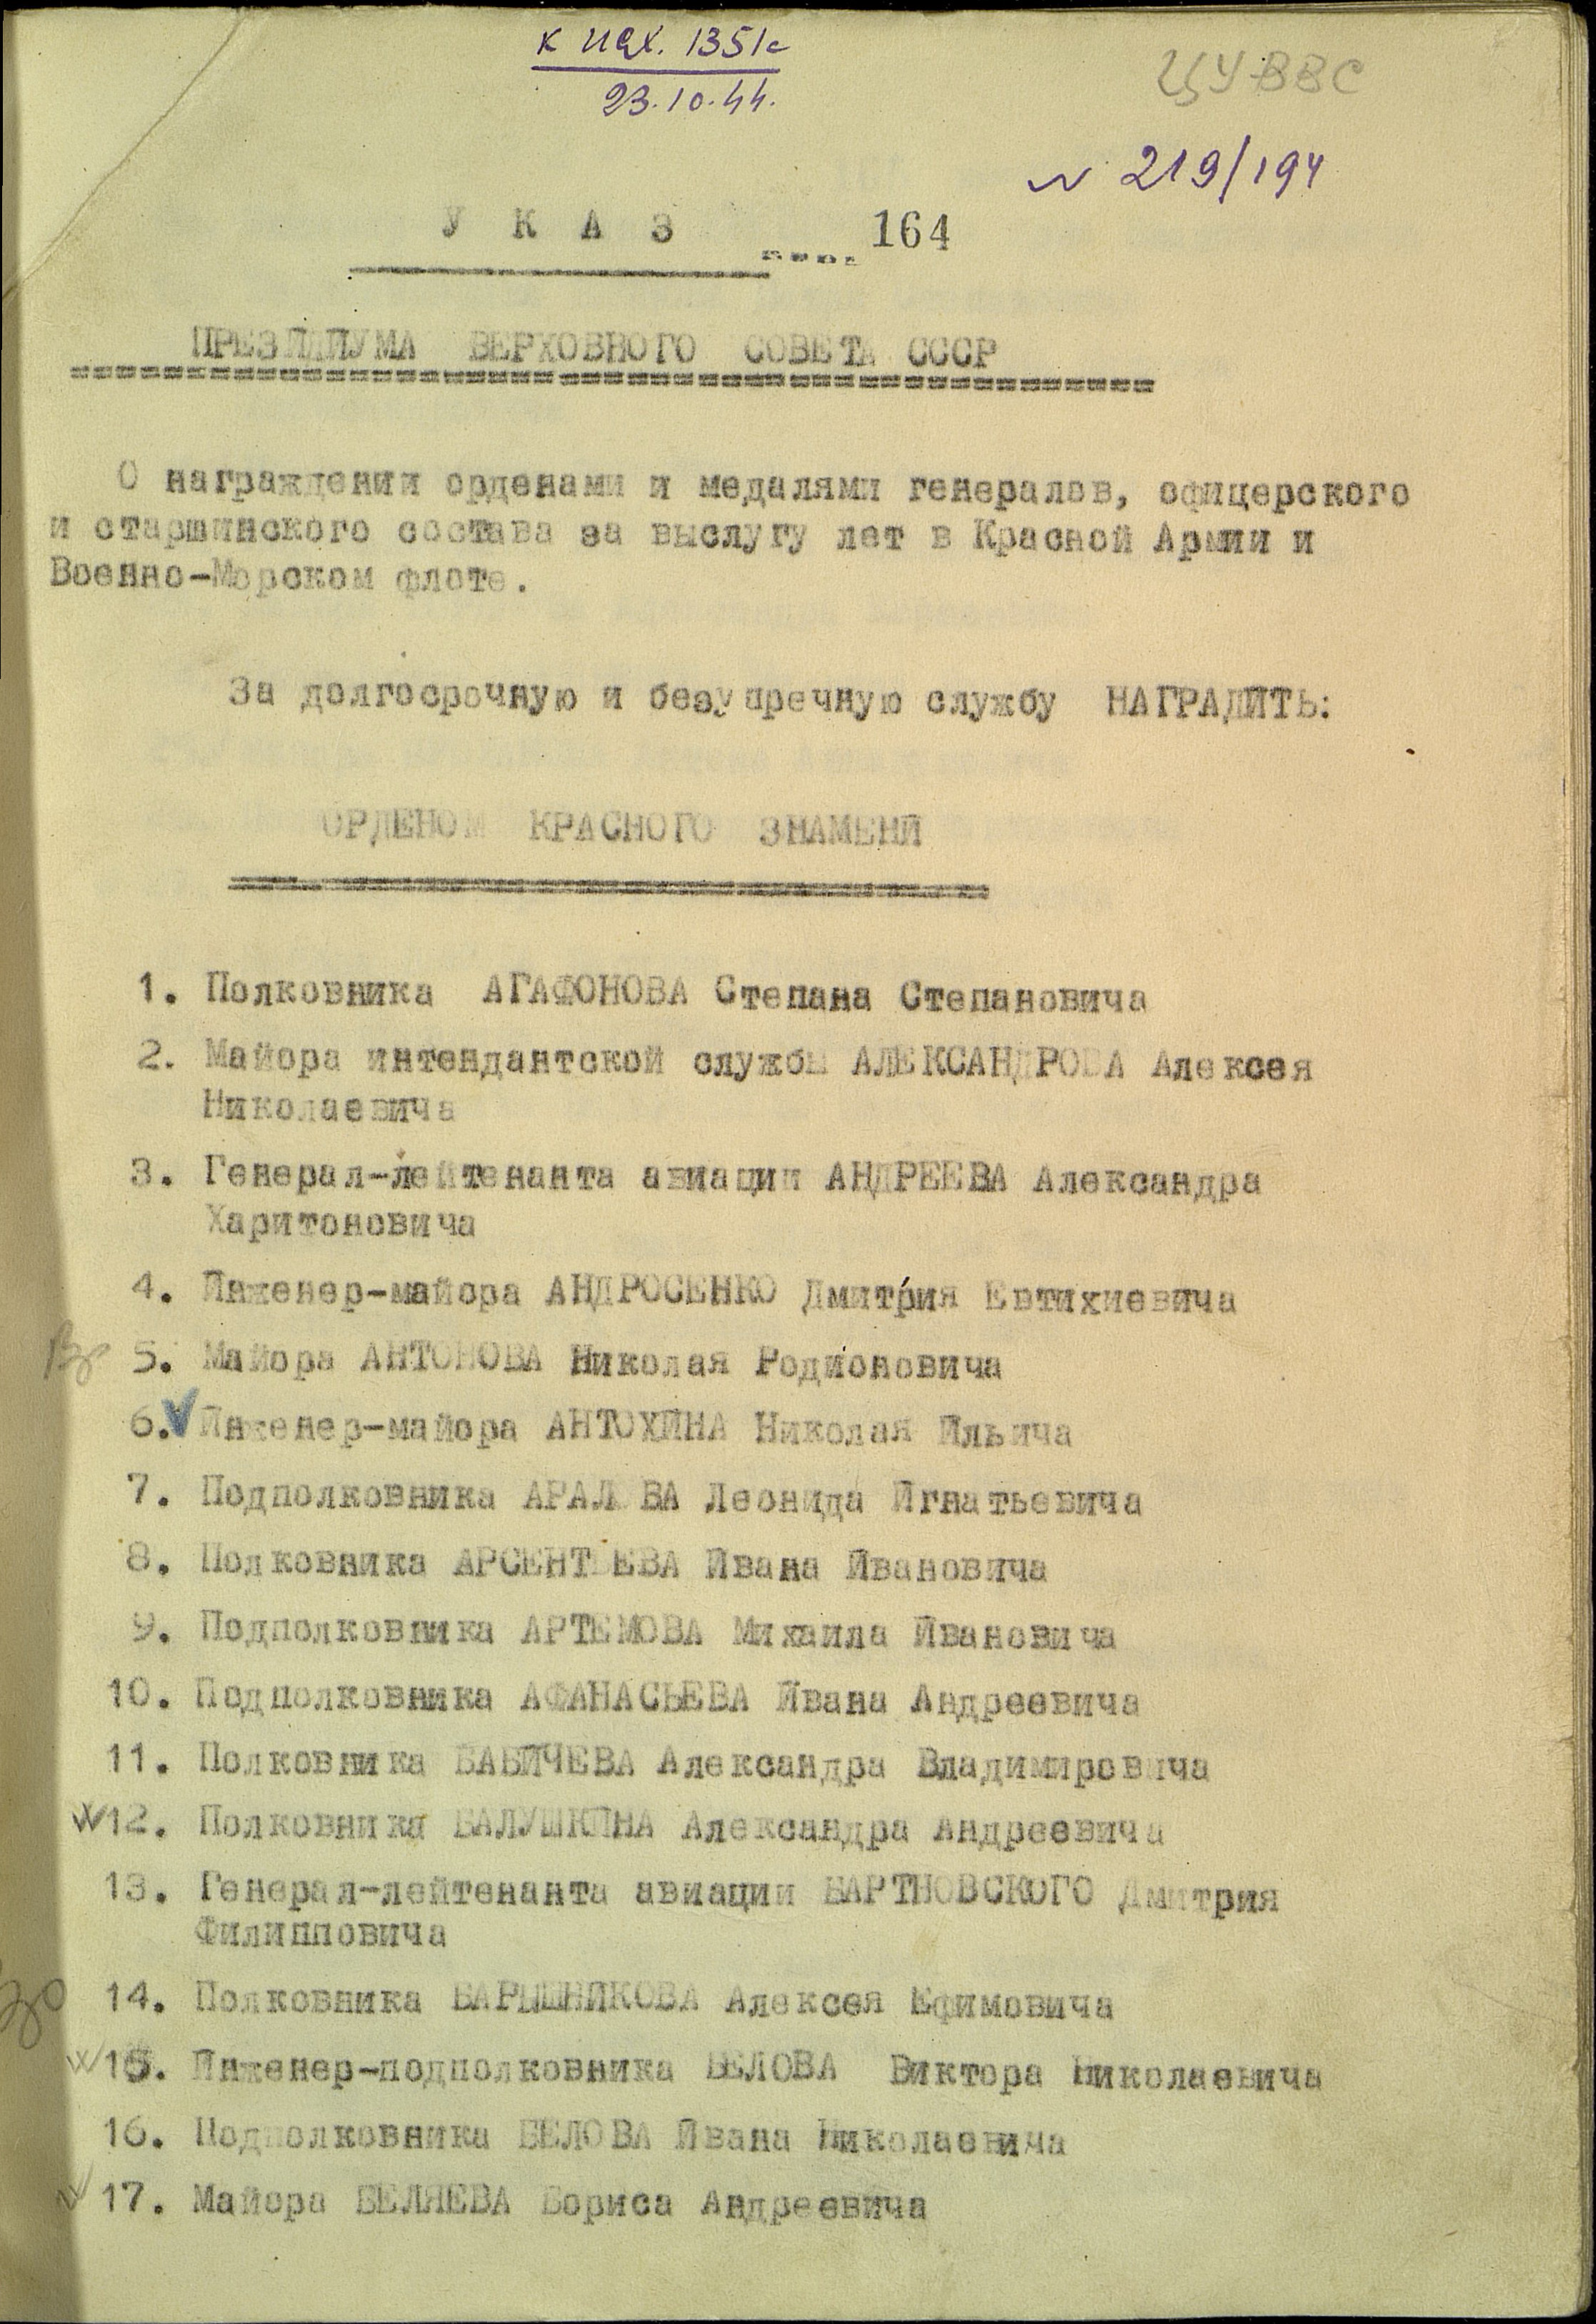 к исх. 1351с
23.10.44.
ЦУ ВВС
№ 219/194
УКАЗ
164
ПРЕЗИДИУМА ВЕРХОВНОГО СОВЕТА СССР
О награждении орденами и медалями генералов, офицерского
и старшинского состава за выслугу лет в Красной Армии и
Военно-Морском флоте.
За долгосрочную и безупречную службу НАГРАДИТЬ:
ОРДЕНОМ КРАСНОГО ЗНАМЕНИ
1. Полковника АГАФОНОВА Степана Степановича
2. Майора интендантской службы АЛЕКСАНДРОВА Алексея
Николаевича
3. Генерал-лейтенанта авиации АНДРЕЕВА Александра
Харитоновича
4. Инженер-майора АНДРОСЕНКО Дмитрия Евтихиевича
5. Майора АНТОНОВА Николая Родионовича
6. Инженер-майора АНТОХИНА Николая Ильича
7. Подполковника АРАЛОВА Леонида Игнатьевича
8. Полковника АРСЕНТЬЕВА Ивана Ивановича
9. Подполковника АРТЕМОВА Михаила Ивановича
10. Подполковника АФАНАСЬЕВА Ивана Андреевича
11. Полковника БАБИЧЕВА Александра Владимировича
12. Полковника БАЛУШКИНА Александра Андреевича
13. Генерал-лейтенанта авиации БАРТНОВСКОГО Дмитрия
Филипповича
14. Полковника БАРЫШНИКОВА Алексея Ефимовича
15. Инженер-подполковника БЕЛОВА Виктора Николаевича
16. Подполковника БЕЛОВА Ивана Николаевича
17. Майора БЕЛЯЕВА Бориса Андреевича